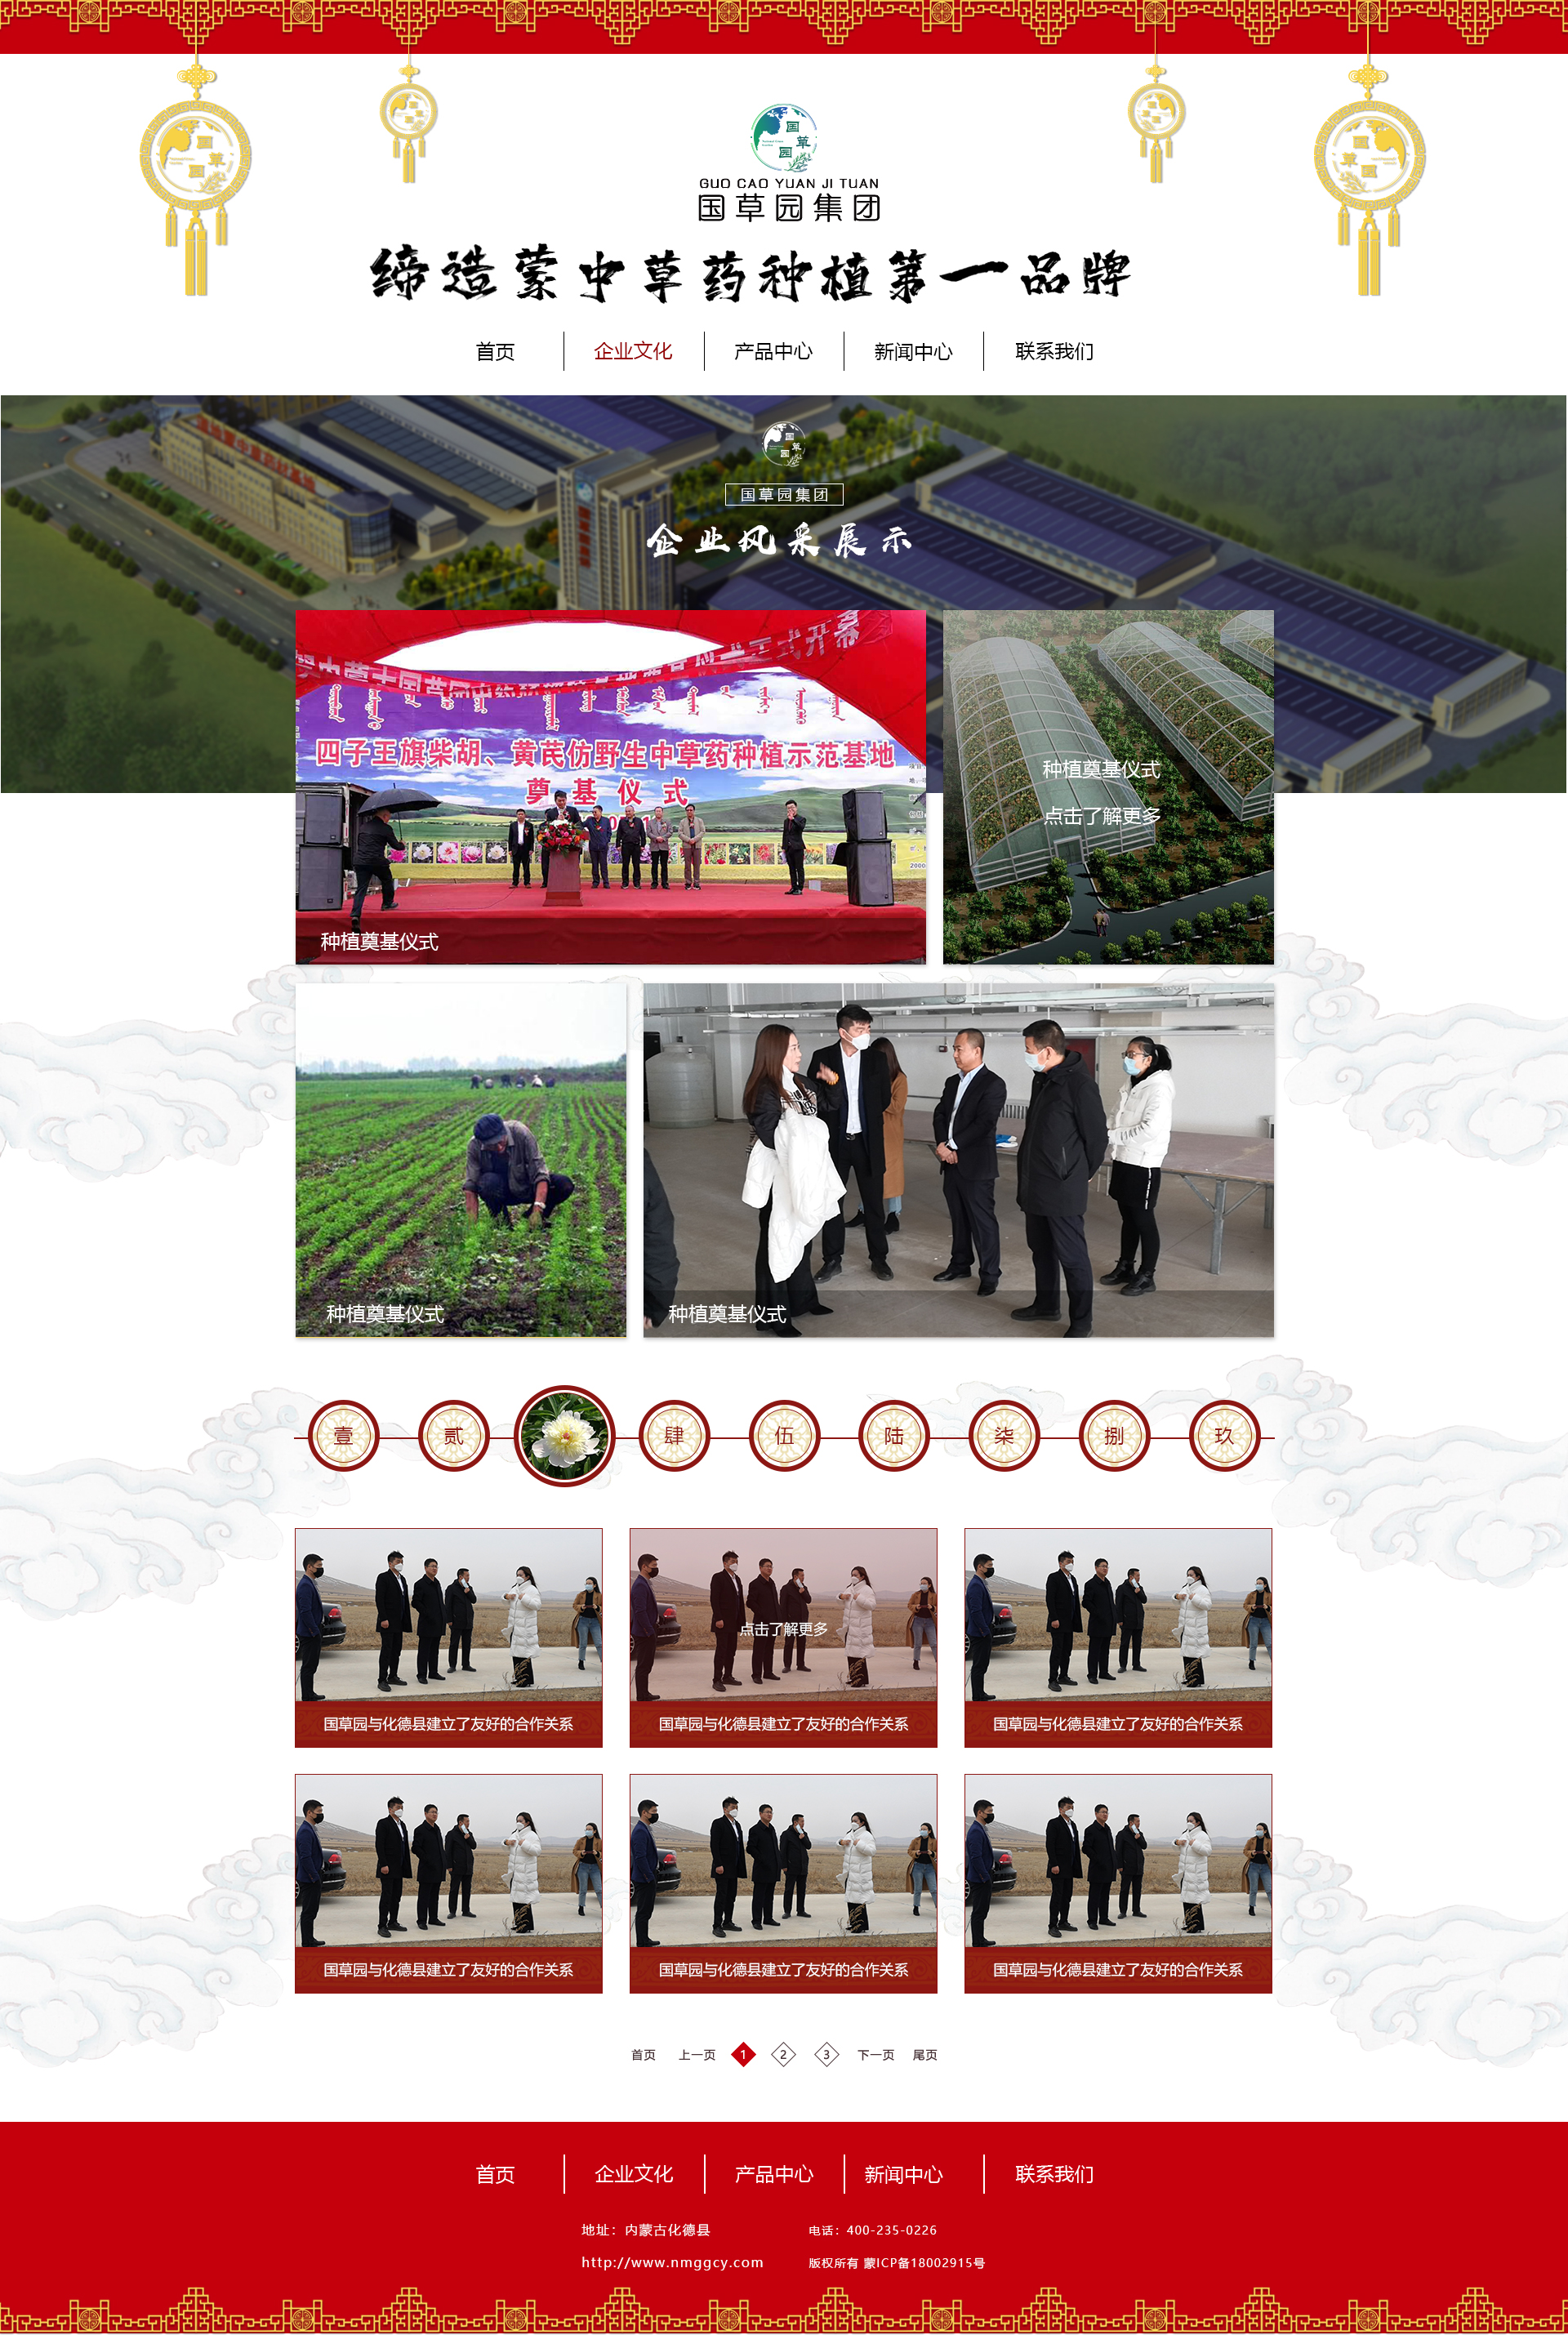 国草园
GUO CAO YUAN JI TUAN
国草园集团
缔造蒙中草药种植第一品牌
首页 企业文化 产品中心 新闻中心 联系我们
国草园集团
企业风采展示
四子王旗柴胡、黄芪仿野生中草药种植示范基地
奠基仪式
种植奠基仪式
种植奠基仪式
点击了解更多
种植奠基仪式
种植奠基仪式
壹 贰 肆 伍 陆 柒 捌 玖
点击了解更多
国草园与化德县建立了友好的合作关系
国草园与化德县建立了友好的合作关系
国草园与化德县建立了友好的合作关系
国草园与化德县建立了友好的合作关系
国草园与化德县建立了友好的合作关系
国草园与化德县建立了友好的合作关系
首页 上一页 1 2 3 下一页 尾页
首页 企业文化 产品中心 新闻中心 联系我们
地址：内蒙古化德县 电话：400-235-0226
http://www.nmggcy.com 版权所有 蒙ICP备18002915号